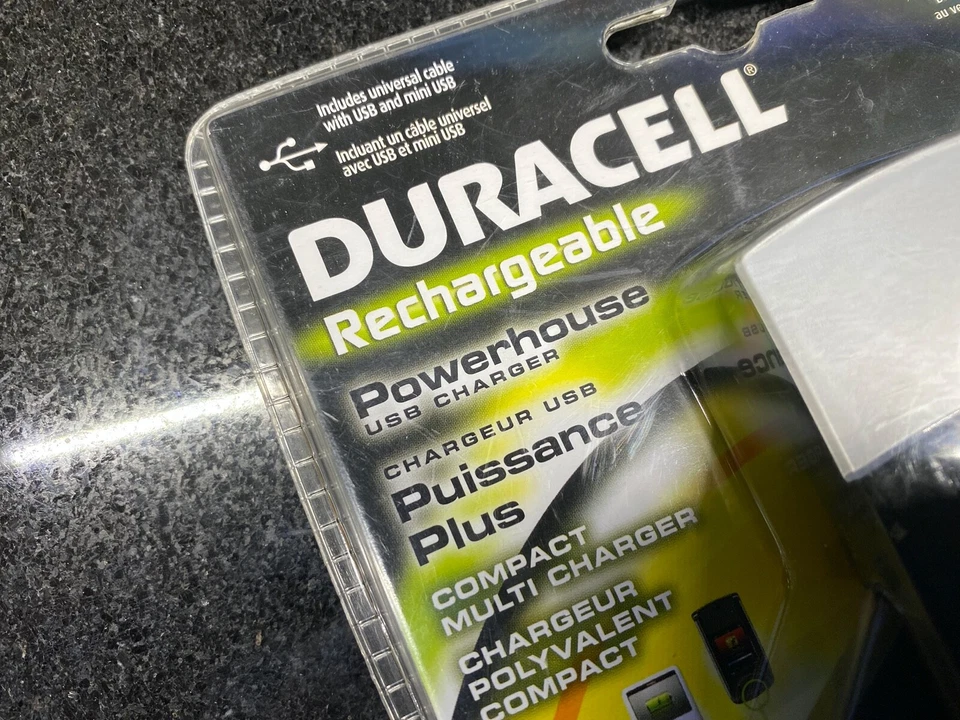 Includes universal cable
with USB and mini USB
Incluant un câble universel
avec USB et mini USB
DURACELL®
Rechargeable
Powerhouse
USB CHARGER
CHARGEUR USB
Puissance
Plus
COMPACT
MULTI CHARGER
CHARGEUR
POLYVALENT
COMPACT